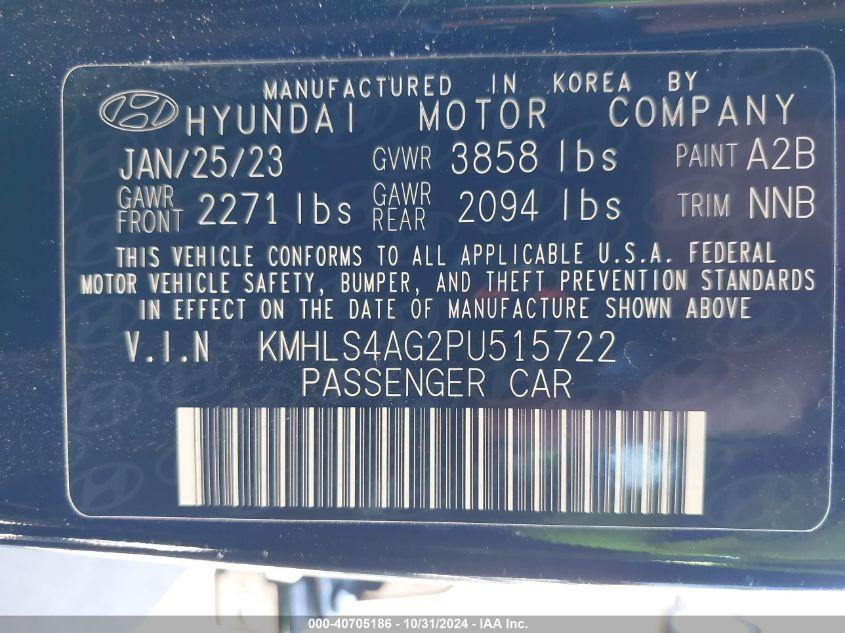 MANUFACTURED IN KOREA BY
HYUNDAI MOTOR COMPANY
JAN/25/23 GVWR 3858 lbs PAINT A2B
GAWR FRONT 2271 lbs GAWR REAR 2094 lbs TRIM NNB
THIS VEHICLE CONFORMS TO ALL APPLICABLE U.S.A. FEDERAL
MOTOR VEHICLE SAFETY, BUMPER, AND THEFT PREVENTION STANDARDS
IN EFFECT ON THE DATE OF MANUFACTURE SHOWN ABOVE
V.I.N KMHLS4AG2PU515722
PASSENGER CAR
000-40705186 - 10/31/2024 - IAA Inc.